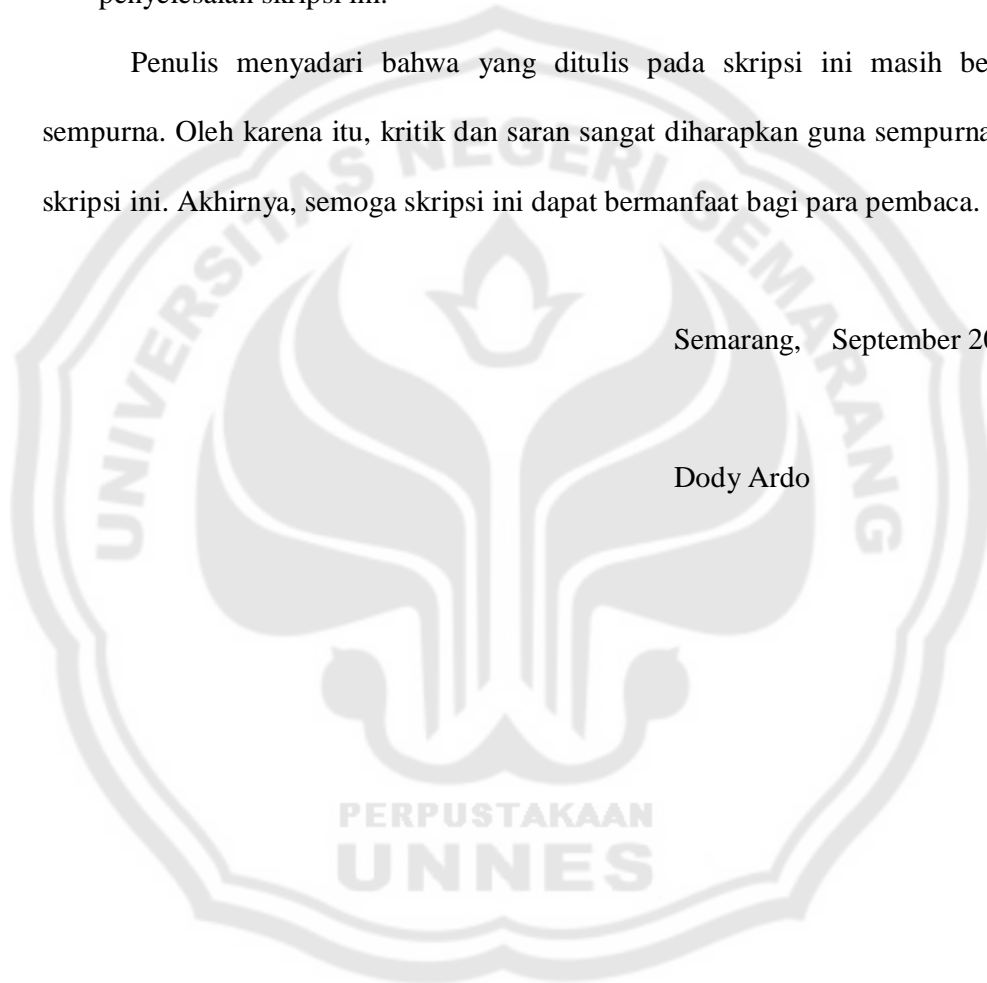 penyelesaian skripsi ini.
Penulis menyadari bahwa yang ditulis pada skripsi ini masih be
sempurna. Oleh karena itu, kritik dan saran sangat diharapkan guna sempurna
skripsi ini. Akhirnya, semoga skripsi ini dapat bermanfaat bagi para pembaca.
Semarang, September 20
Dody Ardo
UNIVERSITAS NEGERI SEMARANG
PERPUSTAKAAN
UNNES